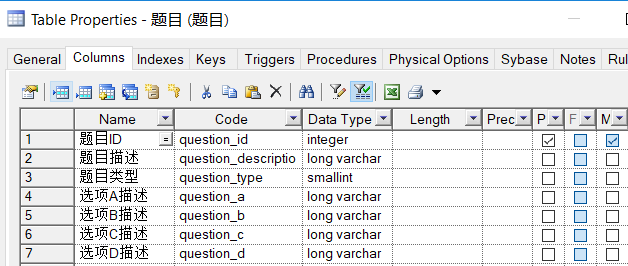 Table Properties - 题目 (题目)
General Columns Indexes Keys Triggers Procedures Physical Options Sybase Notes Rul
Name Code Data Type Length Prec P F M
1 题目ID = question_id integer
2 题目描述 question_descriptio long varchar
3 题目类型 question_type smallint
4 选项A描述 question_a long varchar
5 选项B描述 question_b long varchar
6 选项C描述 question_c long varchar
7 选项D描述 question_d long varchar